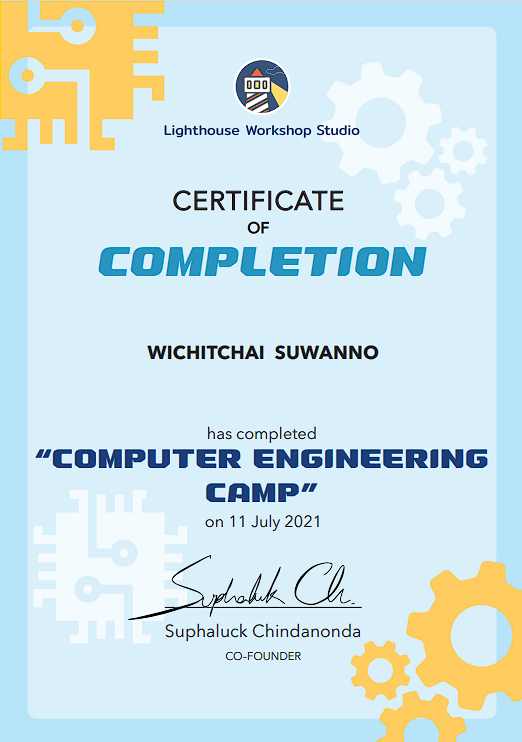 Lighthouse Workshop Studio
CERTIFICATE
OF
COMPLETION
WICHITCHAI SUWANNO
has completed
“COMPUTER ENGINEERING
CAMP”
on 11 July 2021
Suphaluck Ch.
Suphaluck Chindanonda
CO-FOUNDER